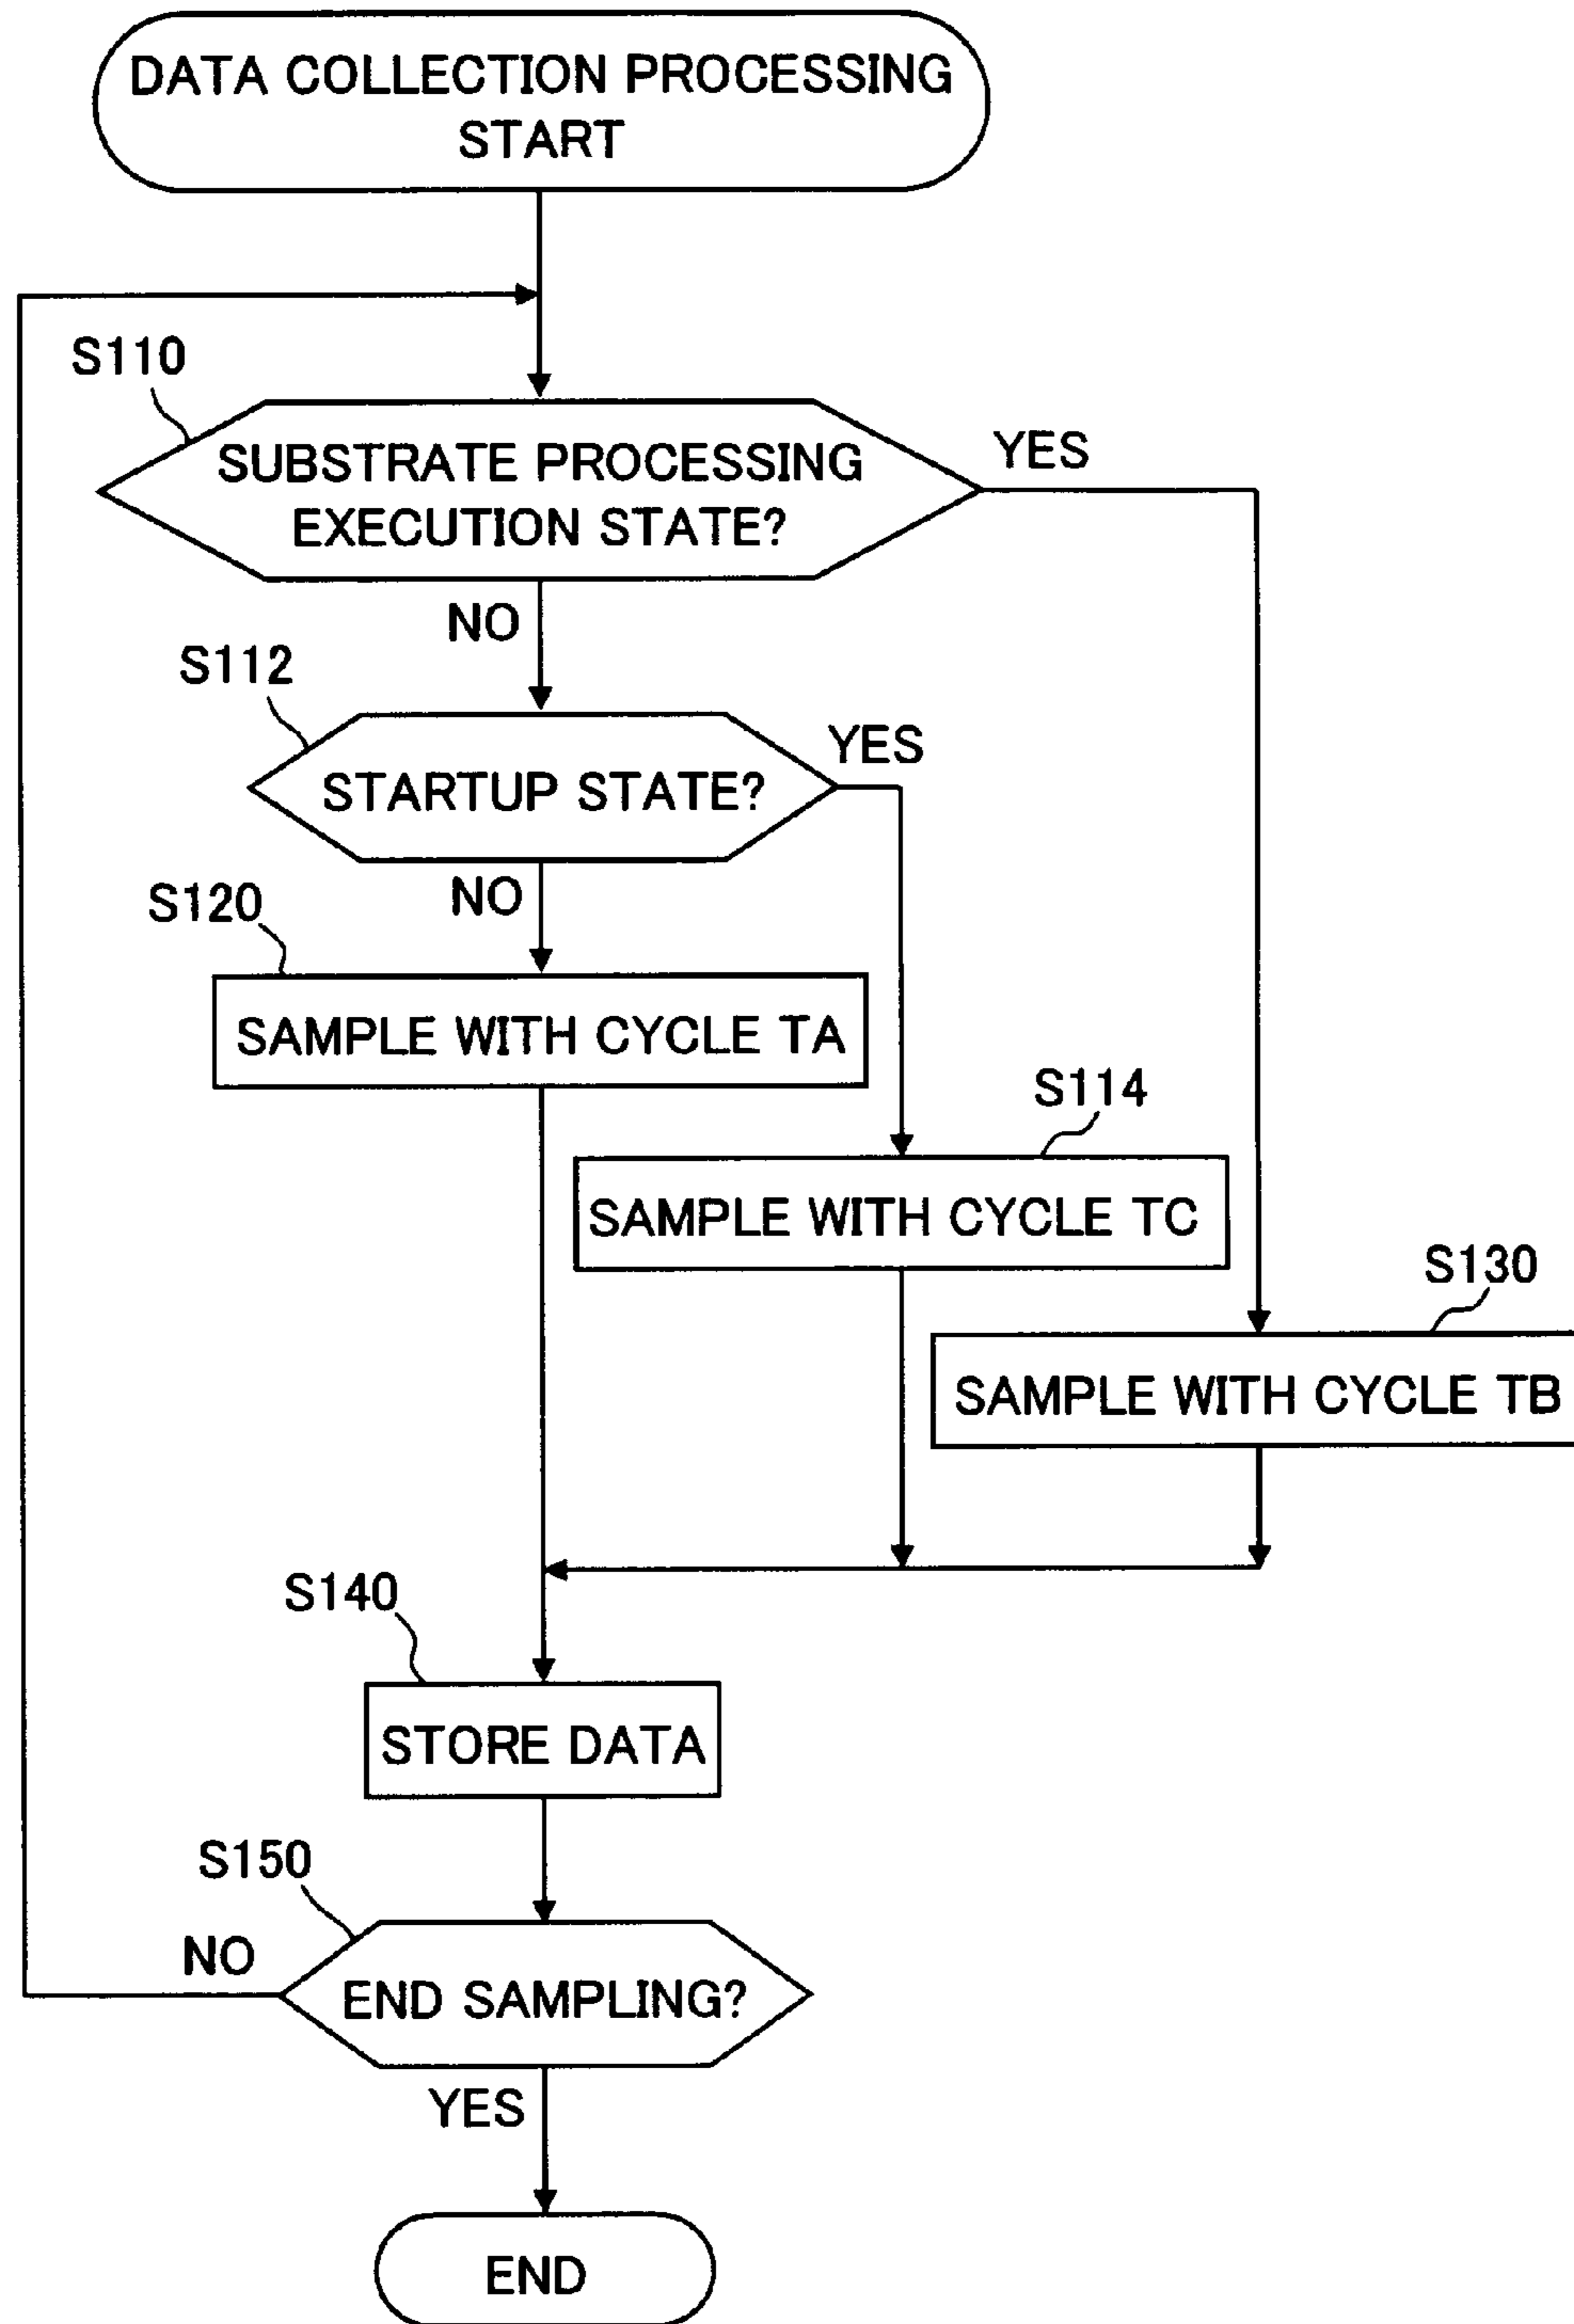 DATA COLLECTION PROCESSING
START
S110
SUBSTRATE PROCESSING
EXECUTION STATE?
YES
NO
S112
STARTUP STATE?
YES
NO
S120
SAMPLE WITH CYCLE TA
S114
SAMPLE WITH CYCLE TC
S130
SAMPLE WITH CYCLE TB
S140
STORE DATA
S150
NO
END SAMPLING?
YES
END